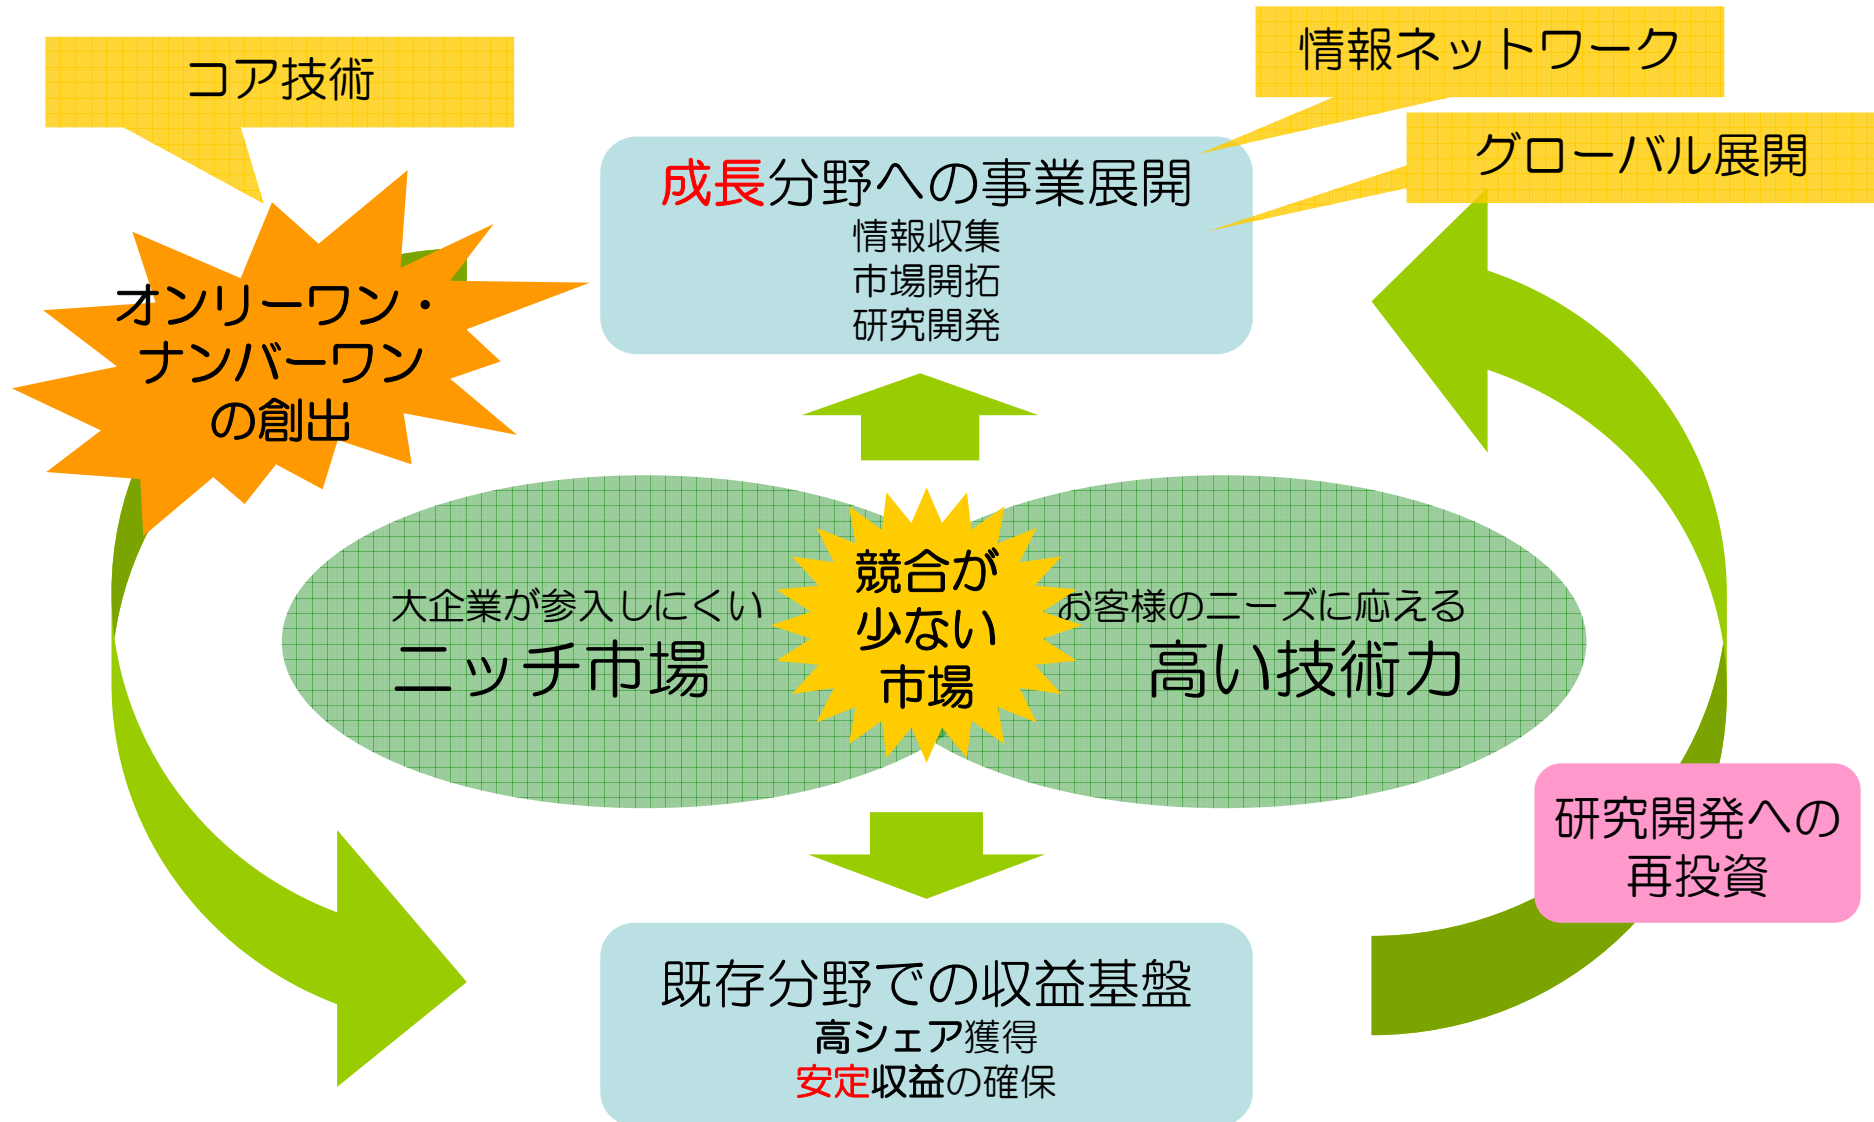 コア技術
情報ネットワーク
グローバル展開
成長分野への事業展開
情報収集
市場開拓
研究開発
オンリーワン・
ナンバーワン
の創出
大企業が参入しにくい
ニッチ市場
競合が
少ない
市場
お客様のニーズに応える
高い技術力
研究開発への
再投資
既存分野での収益基盤
高シェア獲得
安定収益の確保